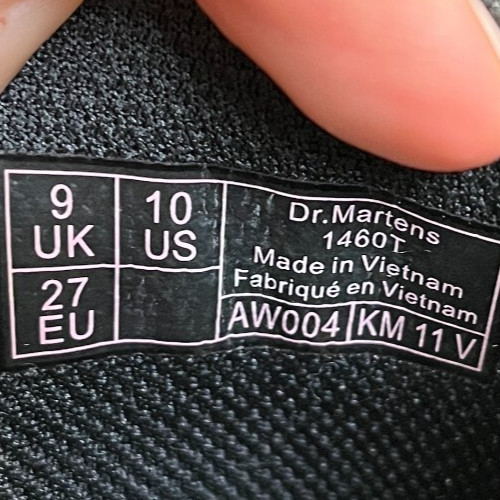 9
UK
10
US
27
EU
Dr.Martens
1460T
Made in Vietnam
Fabriqué en Vietnam
AW004
KM 11 V